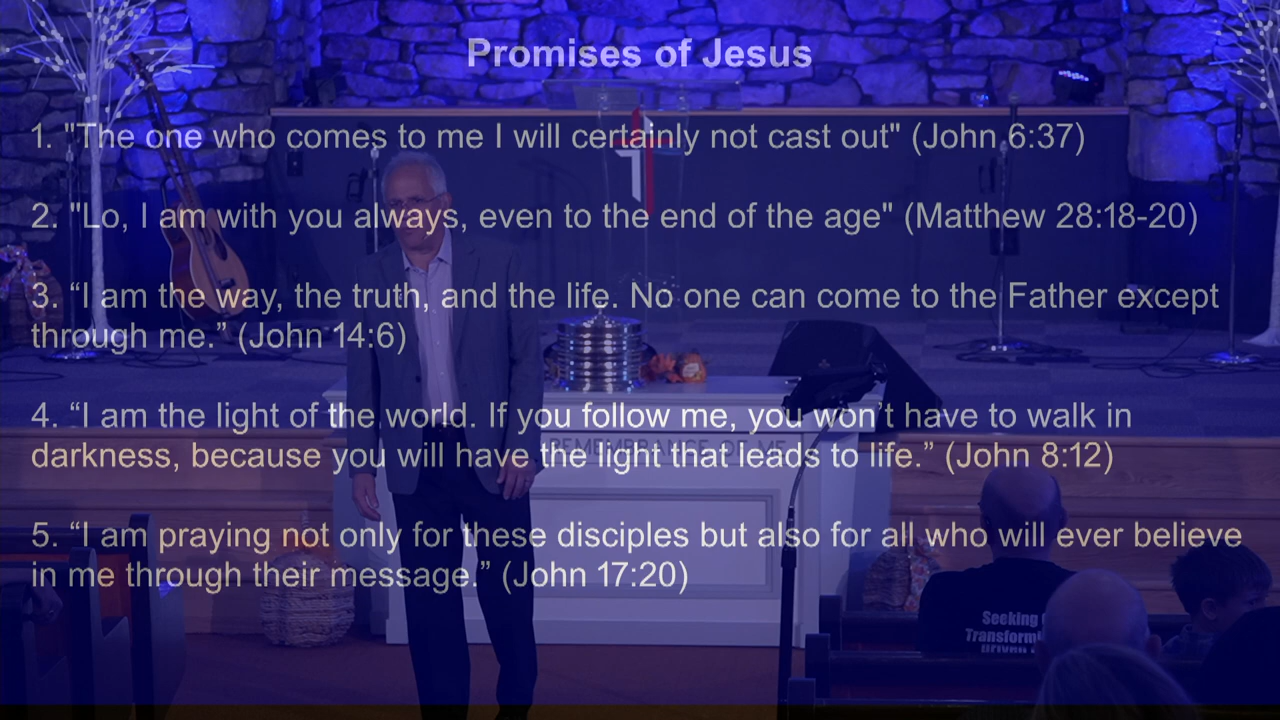 Promises of Jesus
1. "The one who comes to me I will certainly not cast out" (John 6:37)
2. "Lo, I am with you always, even to the end of the age" (Matthew 28:18-20)
3. “I am the way, the truth, and the life. No one can come to the Father except
through me.” (John 14:6)
4. “I am the light of the world. If you follow me, you won’t have to walk in
darkness, because you will have the light that leads to life.” (John 8:12)
5. “I am praying not only for these disciples but also for all who will ever believe
in me through their message.” (John 17:20)
REMEMBRANCE OF ME
Seeking